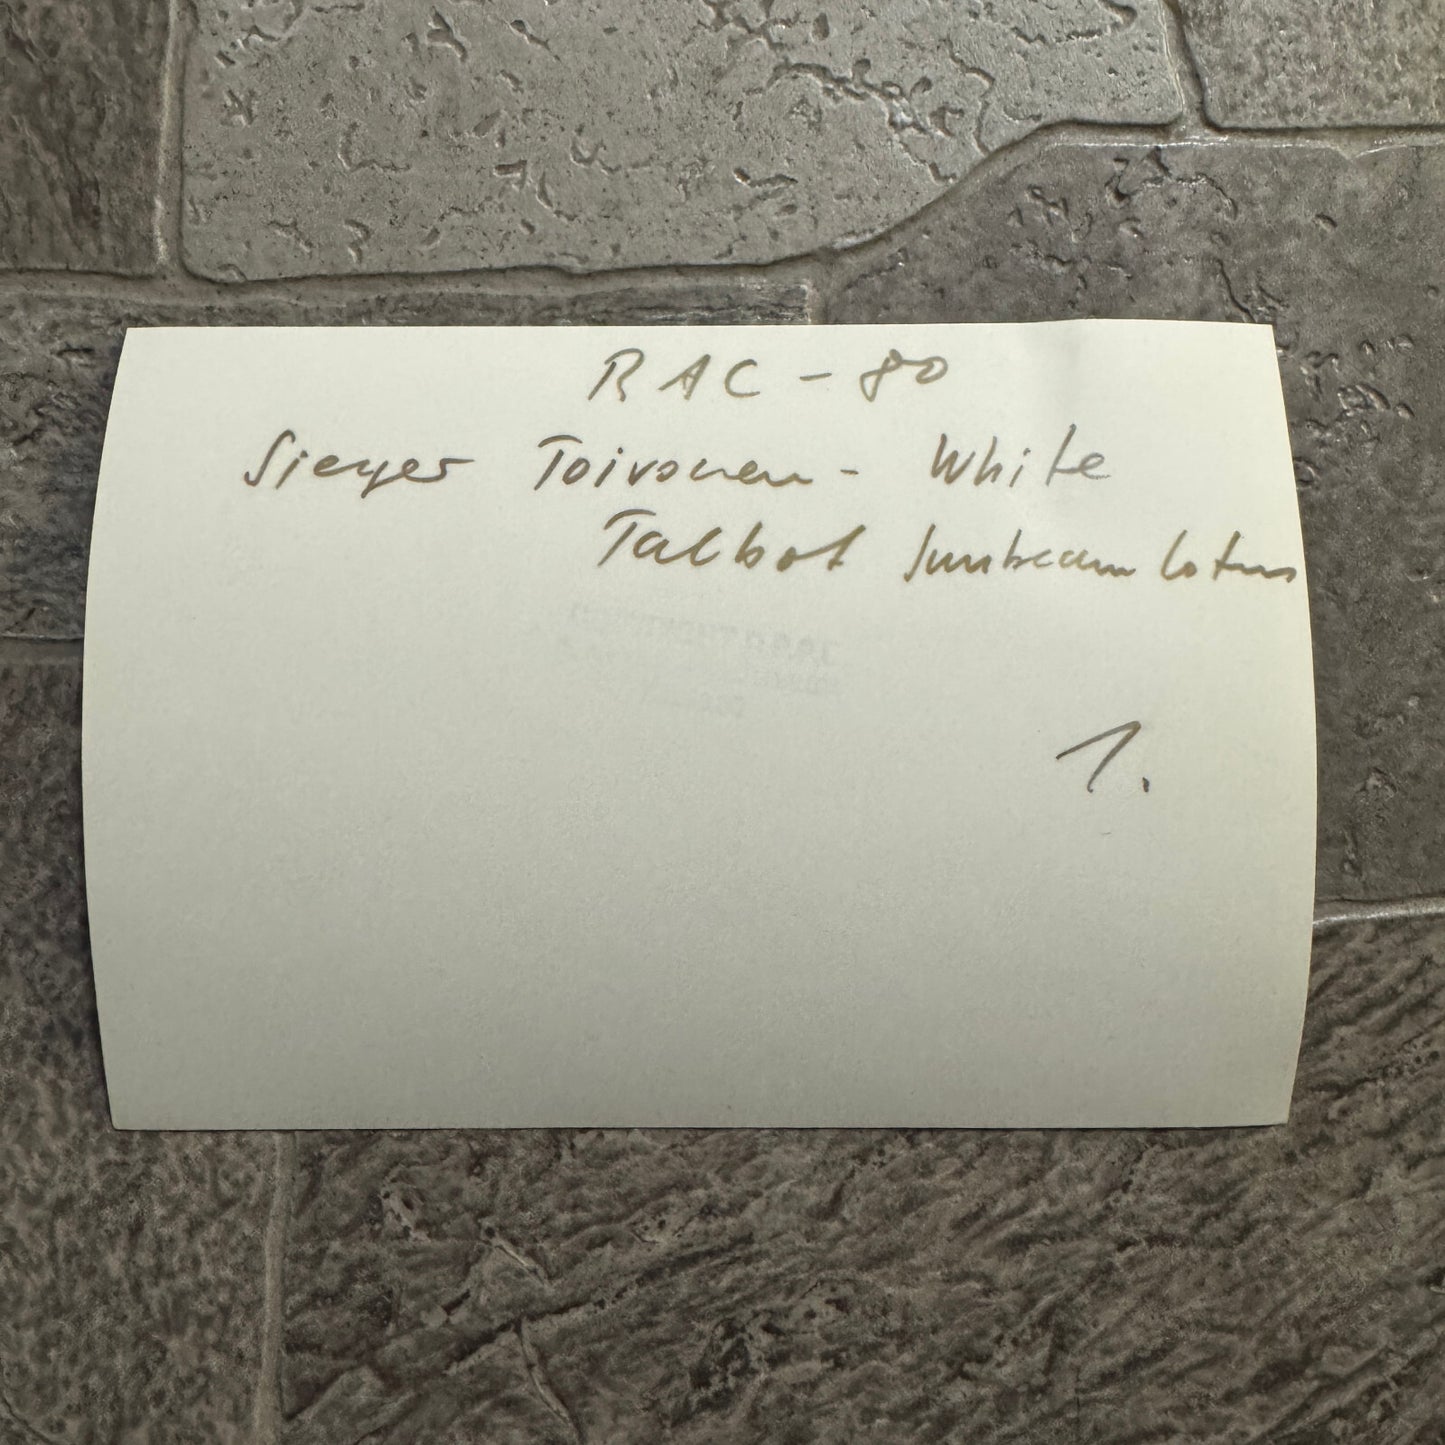 RAC - 80
Sieger Toivonen - White
Talbot Sunbeam Lotus
1.